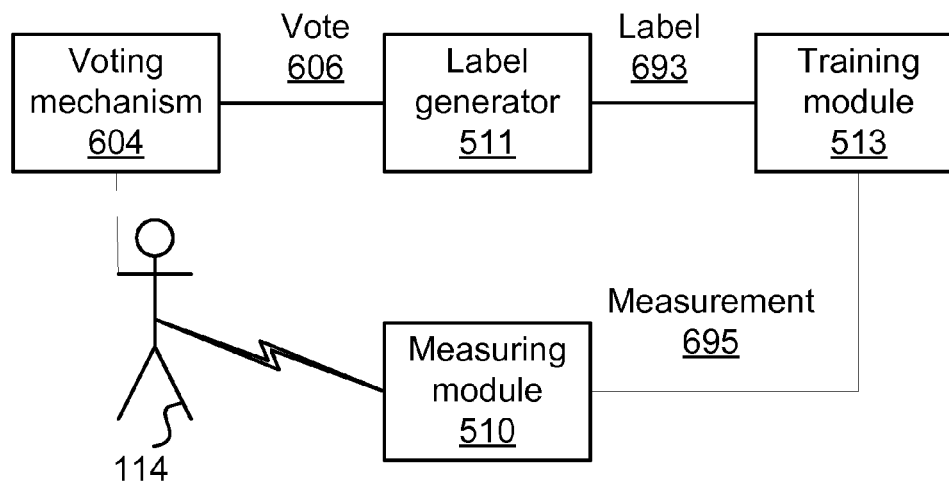 Voting
mechanism
604
Vote
606
Label
generator
511
Label
693
Training
module
513
Measurement
695
Measuring
module
510
114